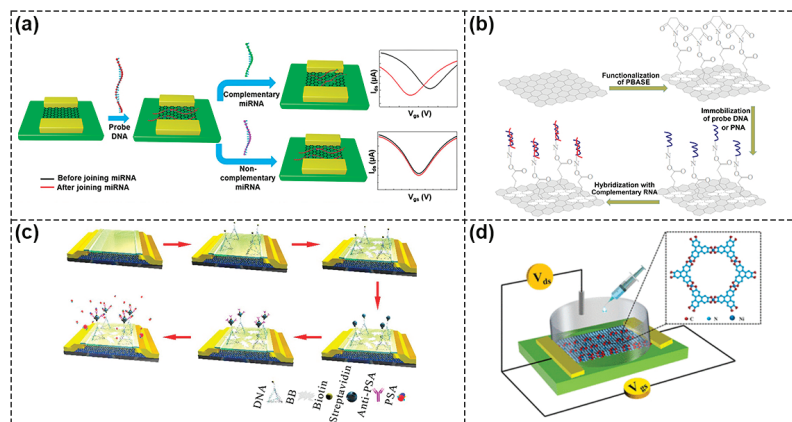 (a)
Probe
DNA
Complementary
miRNA
Non-
complementary
miRNA
Before joining miRNA
After joining miRNA
Ids (μA)
Vgs (V)
Ids (μA)
Vgs (V)
(b)
Functionalization
of PBASE
Immobilization
of probe DNA
or PNA
Hybridization with
Complementary RNA
(c)
DNA
BB
Biotin
Streptavidin
Anti-PSA
PSA
(d)
Vds
C N Ni
Vgs